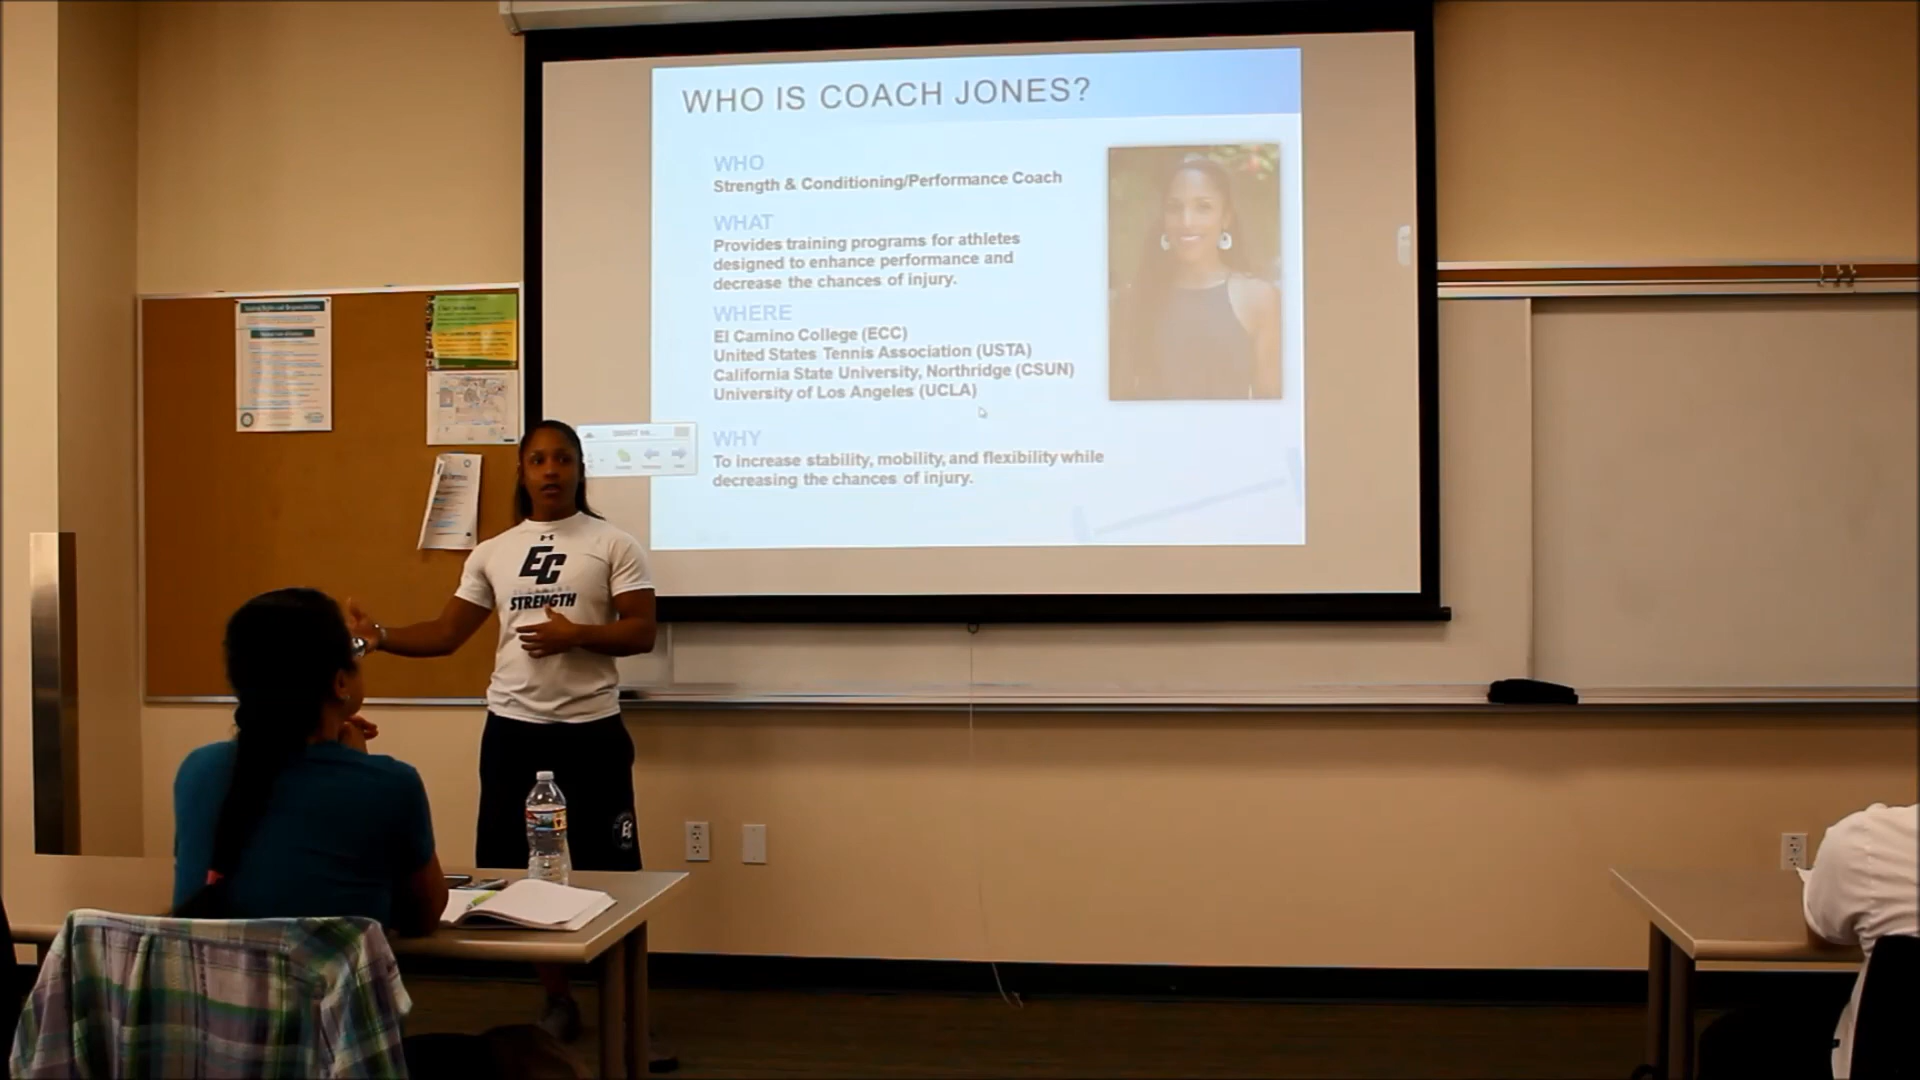 WHO IS COACH JONES?
WHO
Strength & Conditioning/Performance Coach
WHAT
Provides training programs for athletes
designed to enhance performance and
decrease the chances of injury.
WHERE
El Camino College (ECC)
United States Tennis Association (USTA)
California State University, Northridge (CSUN)
University of Los Angeles (UCLA)
WHY
To increase stability, mobility, and flexibility while
decreasing the chances of injury.
EC
STRENGTH
EC